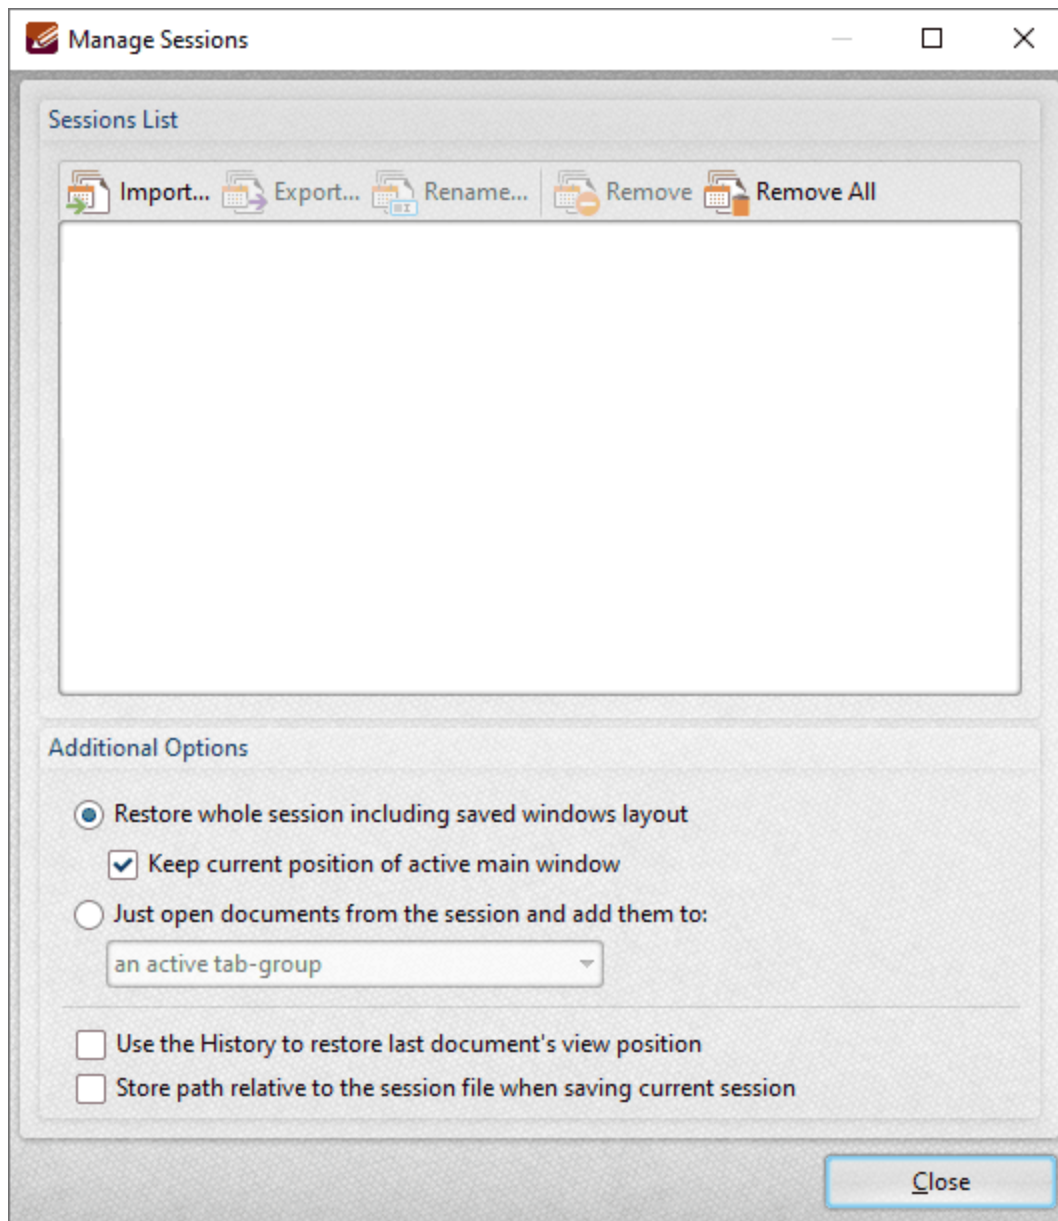 Manage Sessions
Sessions List
Import... Export... Rename... Remove Remove All
Additional Options
Restore whole session including saved windows layout
Keep current position of active main window
Just open documents from the session and add them to:
an active tab-group
Use the History to restore last document's view position
Store path relative to the session file when saving current session
Close